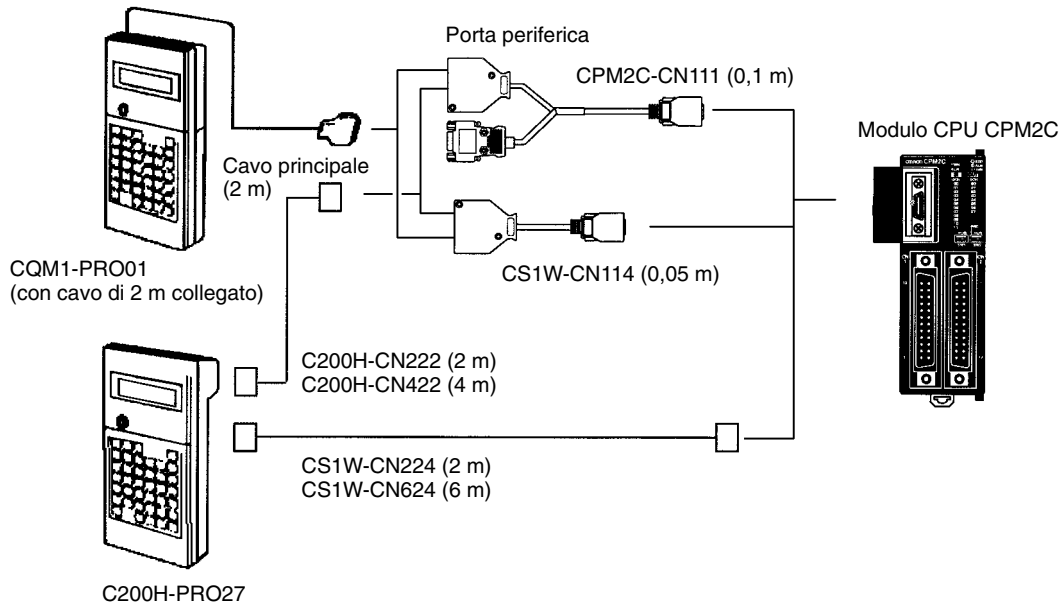 Porta periferica
CPM2C-CN111 (0,1 m)
Modulo CPU CPM2C
Cavo principale
(2 m)
CQM1-PRO01
(con cavo di 2 m collegato)
CS1W-CN114 (0,05 m)
C200H-CN222 (2 m)
C200H-CN422 (4 m)
CS1W-CN224 (2 m)
CS1W-CN624 (6 m)
C200H-PRO27